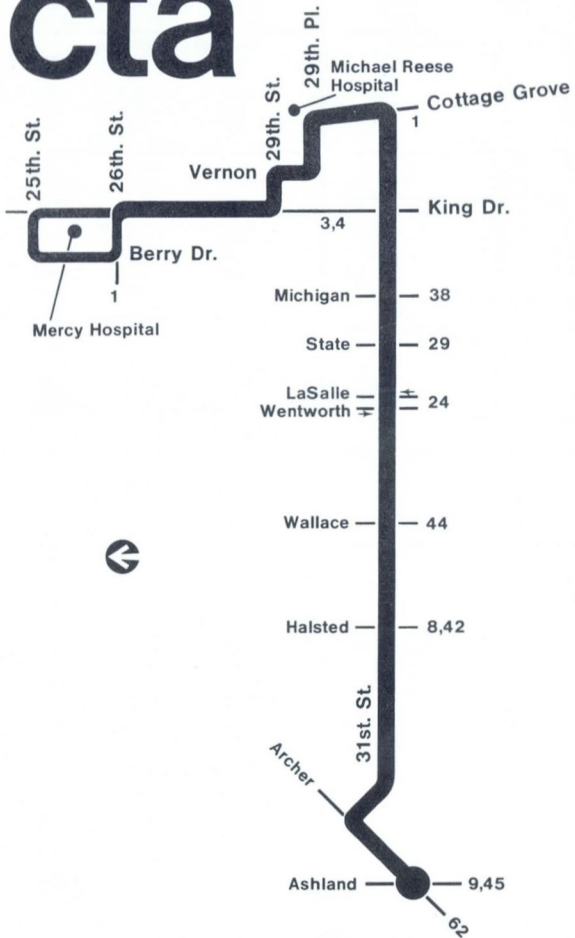 cta
29th. Pl.
Michael Reese
Hospital
29th. St.
Cottage Grove
1
25th. St.
26th. St.
Vernon
King Dr.
3,4
Berry Dr.
1
Mercy Hospital
Michigan
38
State
29
LaSalle
24
Wentworth
Wallace
44
Halsted
8,42
31st. St.
Archer
Ashland
9,45
62